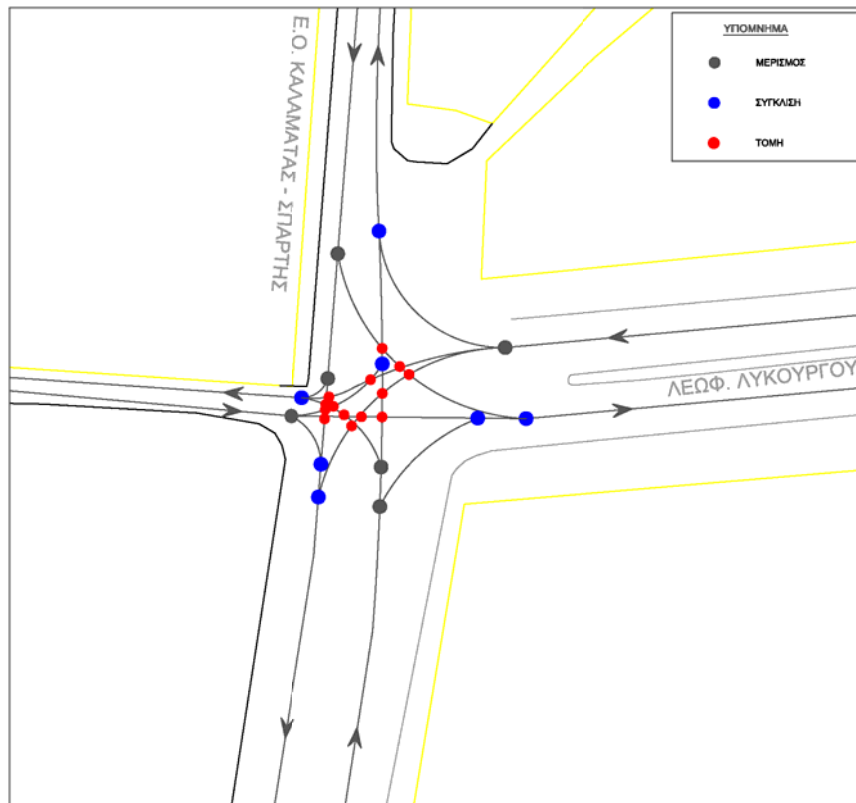 ΥΠΟΜΝΗΜΑ
ΜΕΡΙΣΜΟΣ
ΣΥΓΚΛΙΣΗ
ΤΟΜΗ
Ε.Ο. ΚΑΛΑΜΑΤΑΣ - ΣΠΑΡΤΗΣ
ΛΕΩΦ. ΛΥΚΟΥΡΓΟΥ